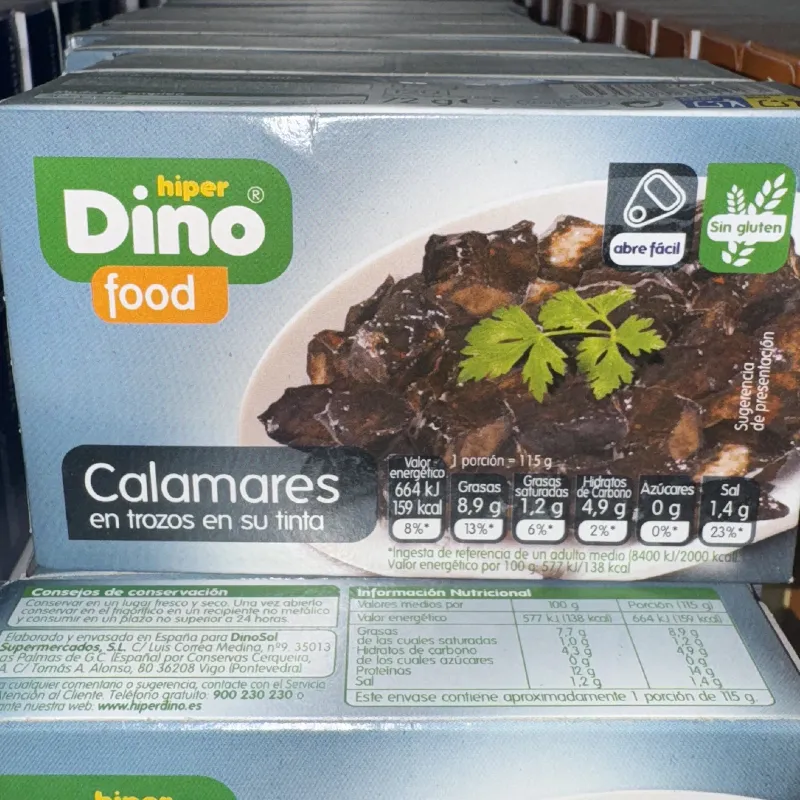 hiper
Dino®
food
abre fácil
Sin gluten
Sugerencia
de presentación
Calamares
en trozos en su tinta
1 porción = 115 g
Valor
energético
664 kJ
159 kcal
8%*
Grasas
8,9 g
13%*
Grasas
saturadas
1,2 g
6%*
Hidratos
de Carbono
4,9 g
2%*
Azúcares
0 g
0%*
Sal
1,4 g
23%*
*Ingesta de referencia de un adulto medio (8400 kJ/2000 kcal)
Valor energético por 100 g: 577 kJ/138 kcal
Consejos de conservación
Conservar en un lugar fresco y seco. Una vez abierto
conservar en el frigorífico en un recipiente no metálico
y consumir en un plazo no superior a 24 horas.
Elaborado y envasado en España para DinoSol
Supermercados, S.L. C/ Luis Correa Medina, nº9. 35013
as Palmas de G.C. (España) por Conservas Cerqueira,
A. C/ Tomás A. Alonso, 80 36208 Vigo (Pontevedra)
a cualquier comentario o sugerencia, contacte con el Servicio
Atención al Cliente. Teléfono gratuito: 900 230 230 o
ante nuestra web: www.hiperdino.es
Información Nutricional
Valores medios por 100 g Porción (115 g)
Valor energético 577 kJ (138 kcal) 664 kJ (159 kcal)
Grasas 7,7 g 8,9 g
de las cuales saturadas 1,0 g 1,2 g
Hidratos de carbono 4,3 g 4,9 g
de los cuales azúcares 0 g 0 g
Proteínas 12 g 14 g
Sal 1,2 g 1,4 g
Este envase contiene aproximadamente 1 porción de 115 g.
hiper